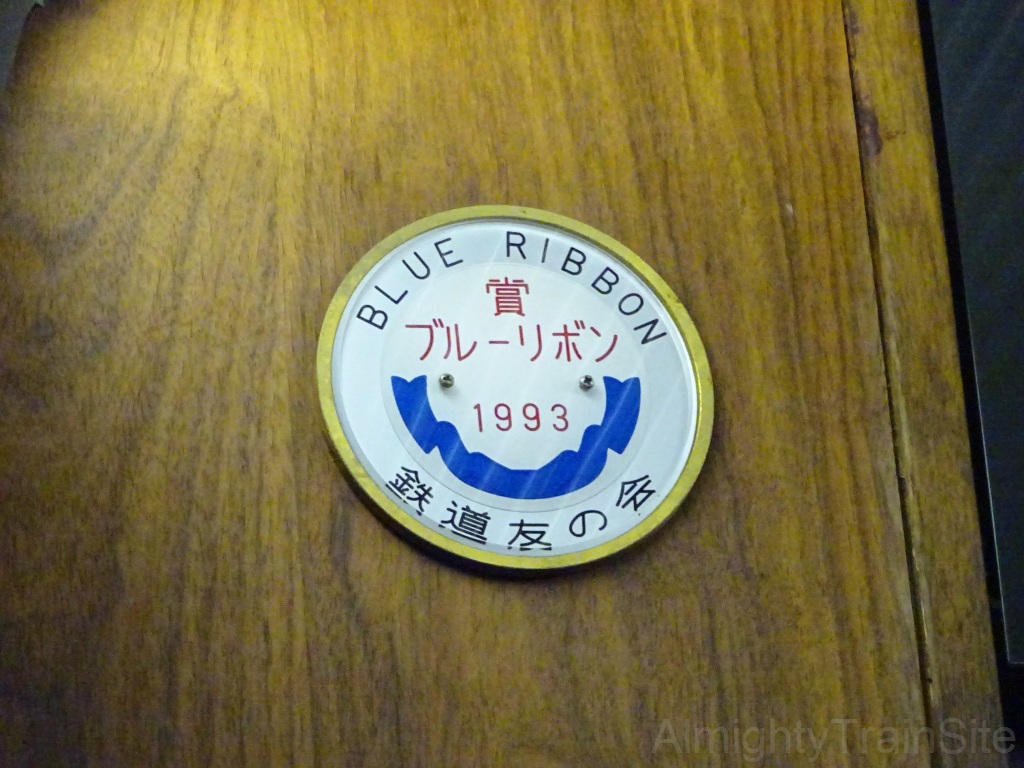 BLUE RIBBON
賞
ブルーリボン
1993
鉄道友の会
AlmightyTrainSite